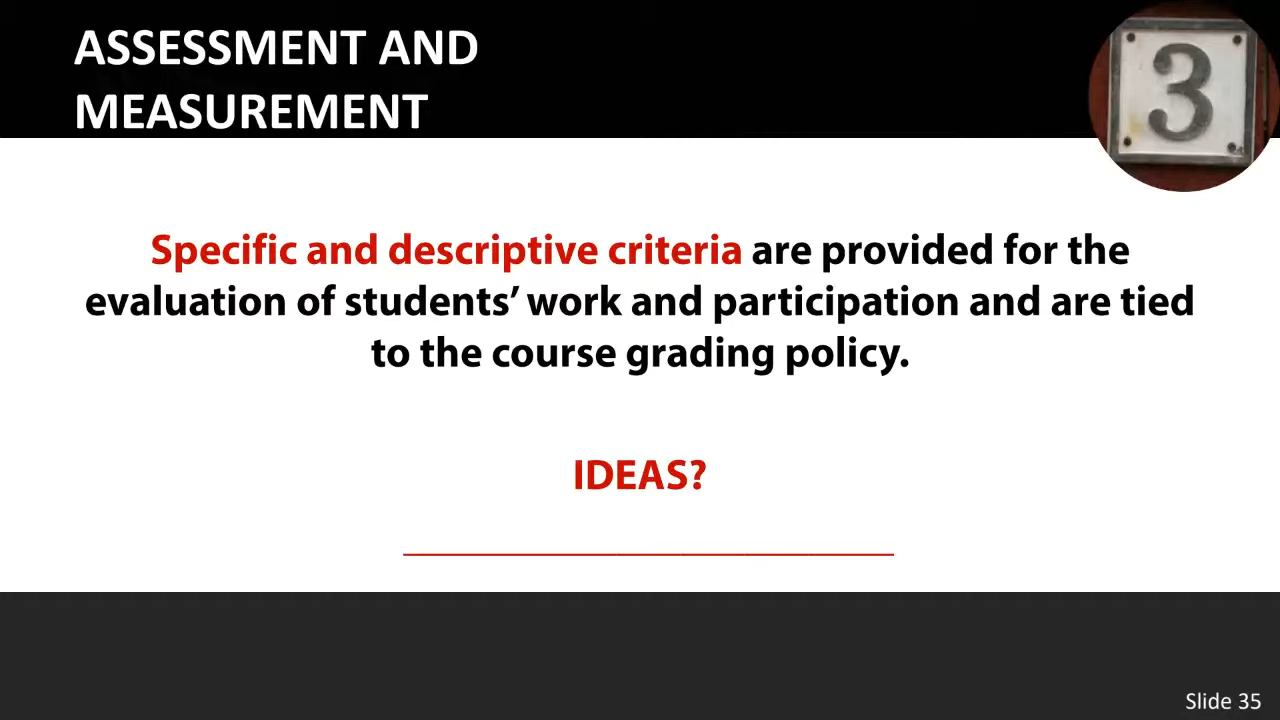 ASSESSMENT AND
MEASUREMENT
3
Specific and descriptive criteria are provided for the
evaluation of students’ work and participation and are tied
to the course grading policy.
IDEAS?
Slide 35